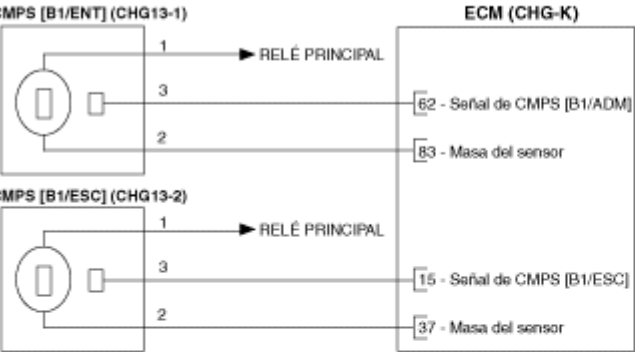 CMPS [B1/ENT] (CHG13-1)
ECM (CHG-K)
1
RELÉ PRINCIPAL
3
62 - Señal de CMPS [B1/ADM]
2
83 - Masa del sensor
CMPS [B1/ESC] (CHG13-2)
1
RELÉ PRINCIPAL
3
15 - Señal de CMPS [B1/ESC]
2
37 - Masa del sensor